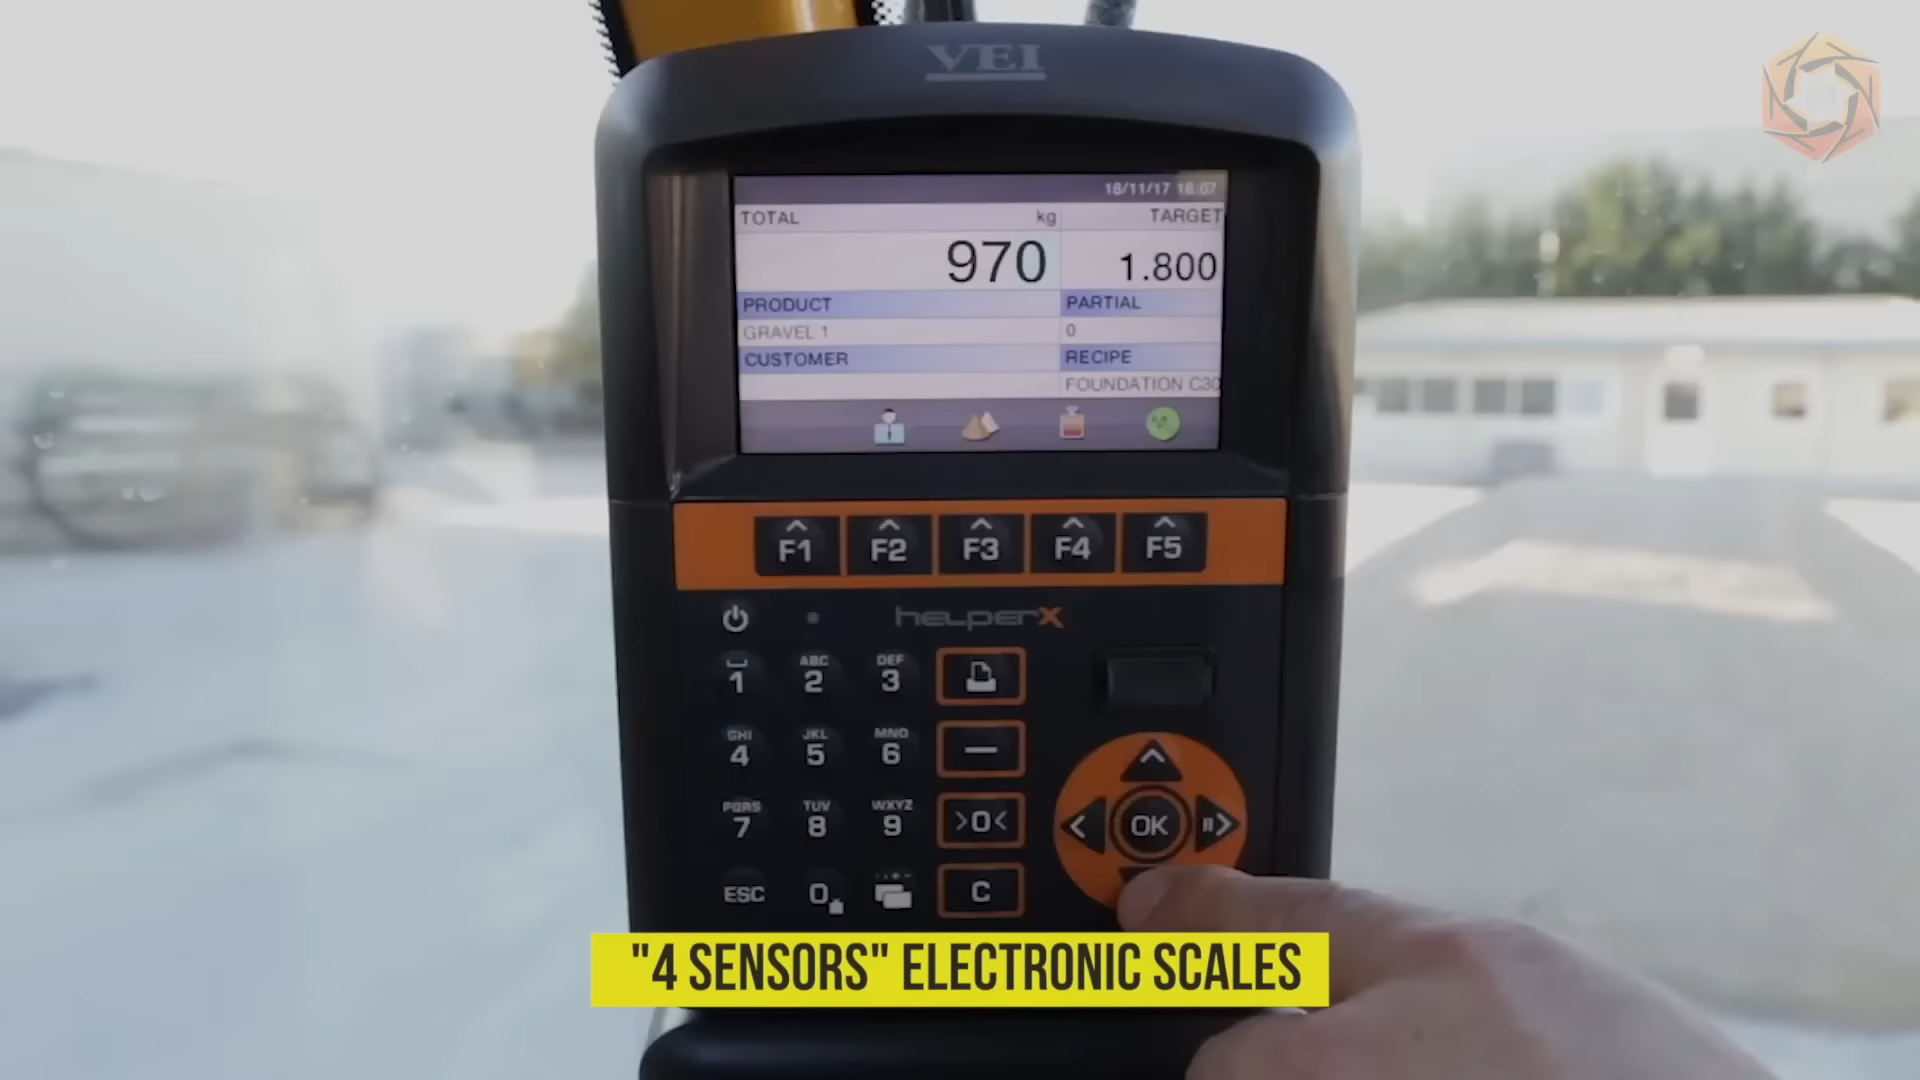 VEI
16/11/17 16:07
TOTAL kg TARGET
970 1.800
PRODUCT PARTIAL
GRAVEL 1 0
CUSTOMER RECIPE
FOUNDATION C30
F1 F2 F3 F4 F5
helperX
1 ABC 2 DEF 3
GHI 4 JKL 5 MNO 6
PQRS 7 TUV 8 WXYZ 9 >0<
OK
ESC 0 C
"4 SENSORS" ELECTRONIC SCALES